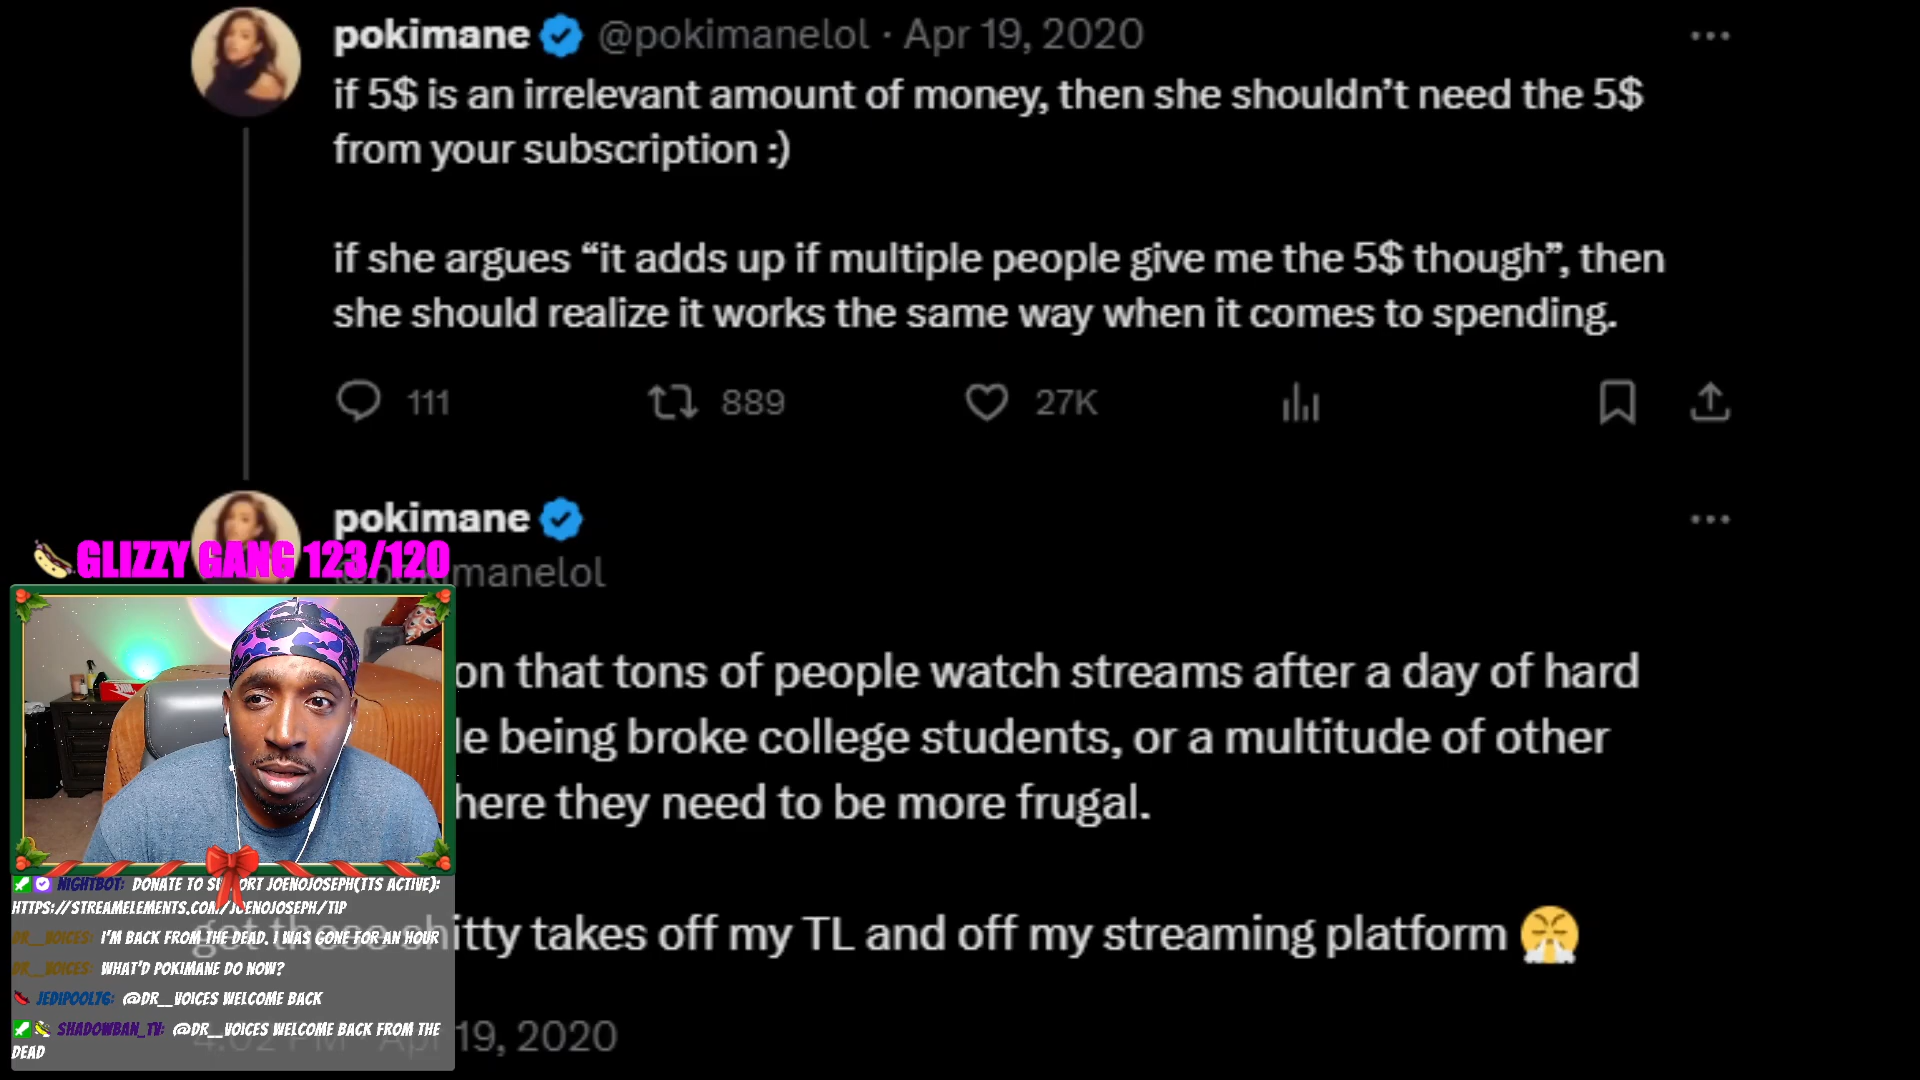 pokimane @pokimanelol · Apr 19, 2020
if 5$ is an irrelevant amount of money, then she shouldn’t need the 5$
from your subscription :)
if she argues “it adds up if multiple people give me the 5$ though”, then
she should realize it works the same way when it comes to spending.
111 889 27K
pokimane
GLIZZY GANG 123/120
@pokimanelol
on that tons of people watch streams after a day of hard
le being broke college students, or a multitude of other
here they need to be more frugal.
NIGHTBOT: DONATE TO SUPPORT JOENOJOSEPH(TTS ACTIVE):
HTTPS://STREAMELEMENTS.COM/JOENOJOSEPH/TIP
get these shitty takes off my TL and off my streaming platform
DR__VOICES: I'M BACK FROM THE DEAD. I WAS GONE FOR AN HOUR
DR__VOICES: WHAT'D POKIMANE DO NOW?
JEDIPOOL76: @DR__VOICES WELCOME BACK
SHADOWBAN_TV: @DR__VOICES WELCOME BACK FROM THE
DEAD
4:02 PM · Apr 19, 2020